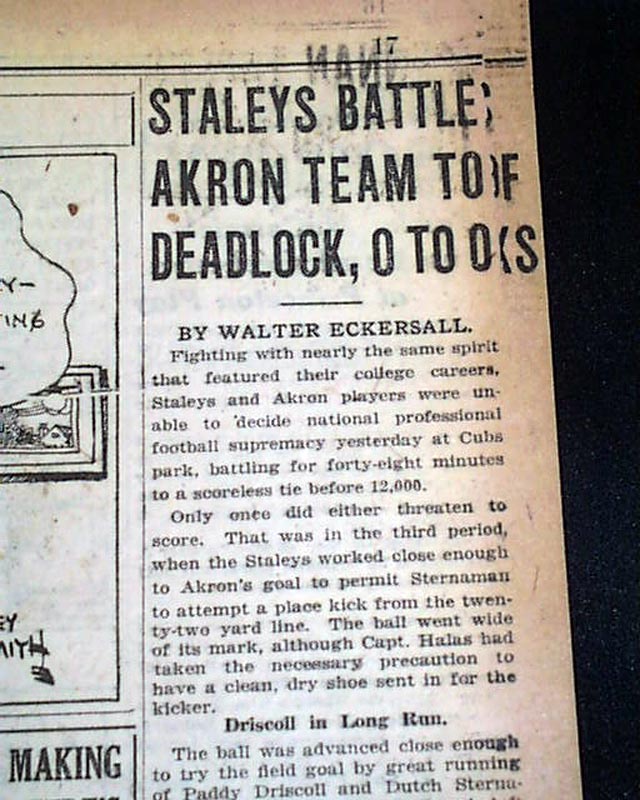 17
STALEYS BATTLE
AKRON TEAM TO
DEADLOCK, 0 TO 0
BY WALTER ECKERSALL.
Fighting with nearly the same spirit
that featured their college careers,
Staleys and Akron players were un-
able to decide national professional
football supremacy yesterday at Cubs
park, battling for forty-eight minutes
to a scoreless tie before 12,000.
Only once did either threaten to
score. That was in the third period,
when the Staleys worked close enough
to Akron's goal to permit Sternaman
to attempt a place kick from the twen-
ty-two yard line. The ball went wide
of its mark, although Capt. Halas had
taken the necessary precaution to
have a clean, dry shoe sent in for the
kicker.
Driscoll in Long Run.
The ball was advanced close enough
to try the field goal by great running
of Paddy Driscoll and Dutch Sterna-
MAKING